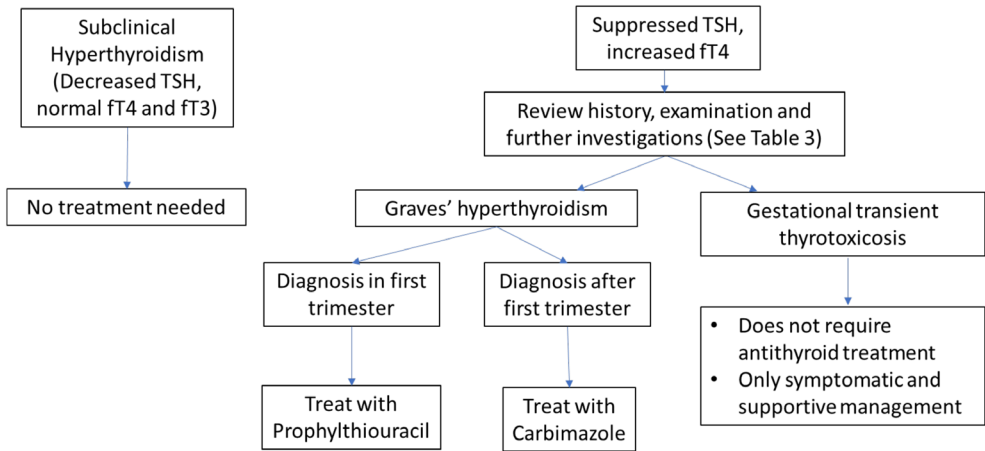 Subclinical
Hyperthyroidism
(Decreased TSH,
normal fT4 and fT3)
No treatment needed
Suppressed TSH,
increased fT4
Review history, examination and
further investigations (See Table 3)
Graves' hyperthyroidism
Gestational transient
thyrotoxicosis
Diagnosis in first
trimester
Diagnosis after
first trimester
• Does not require
antithyroid treatment
• Only symptomatic and
supportive management
Treat with
Prophylthiouracil
Treat with
Carbimazole